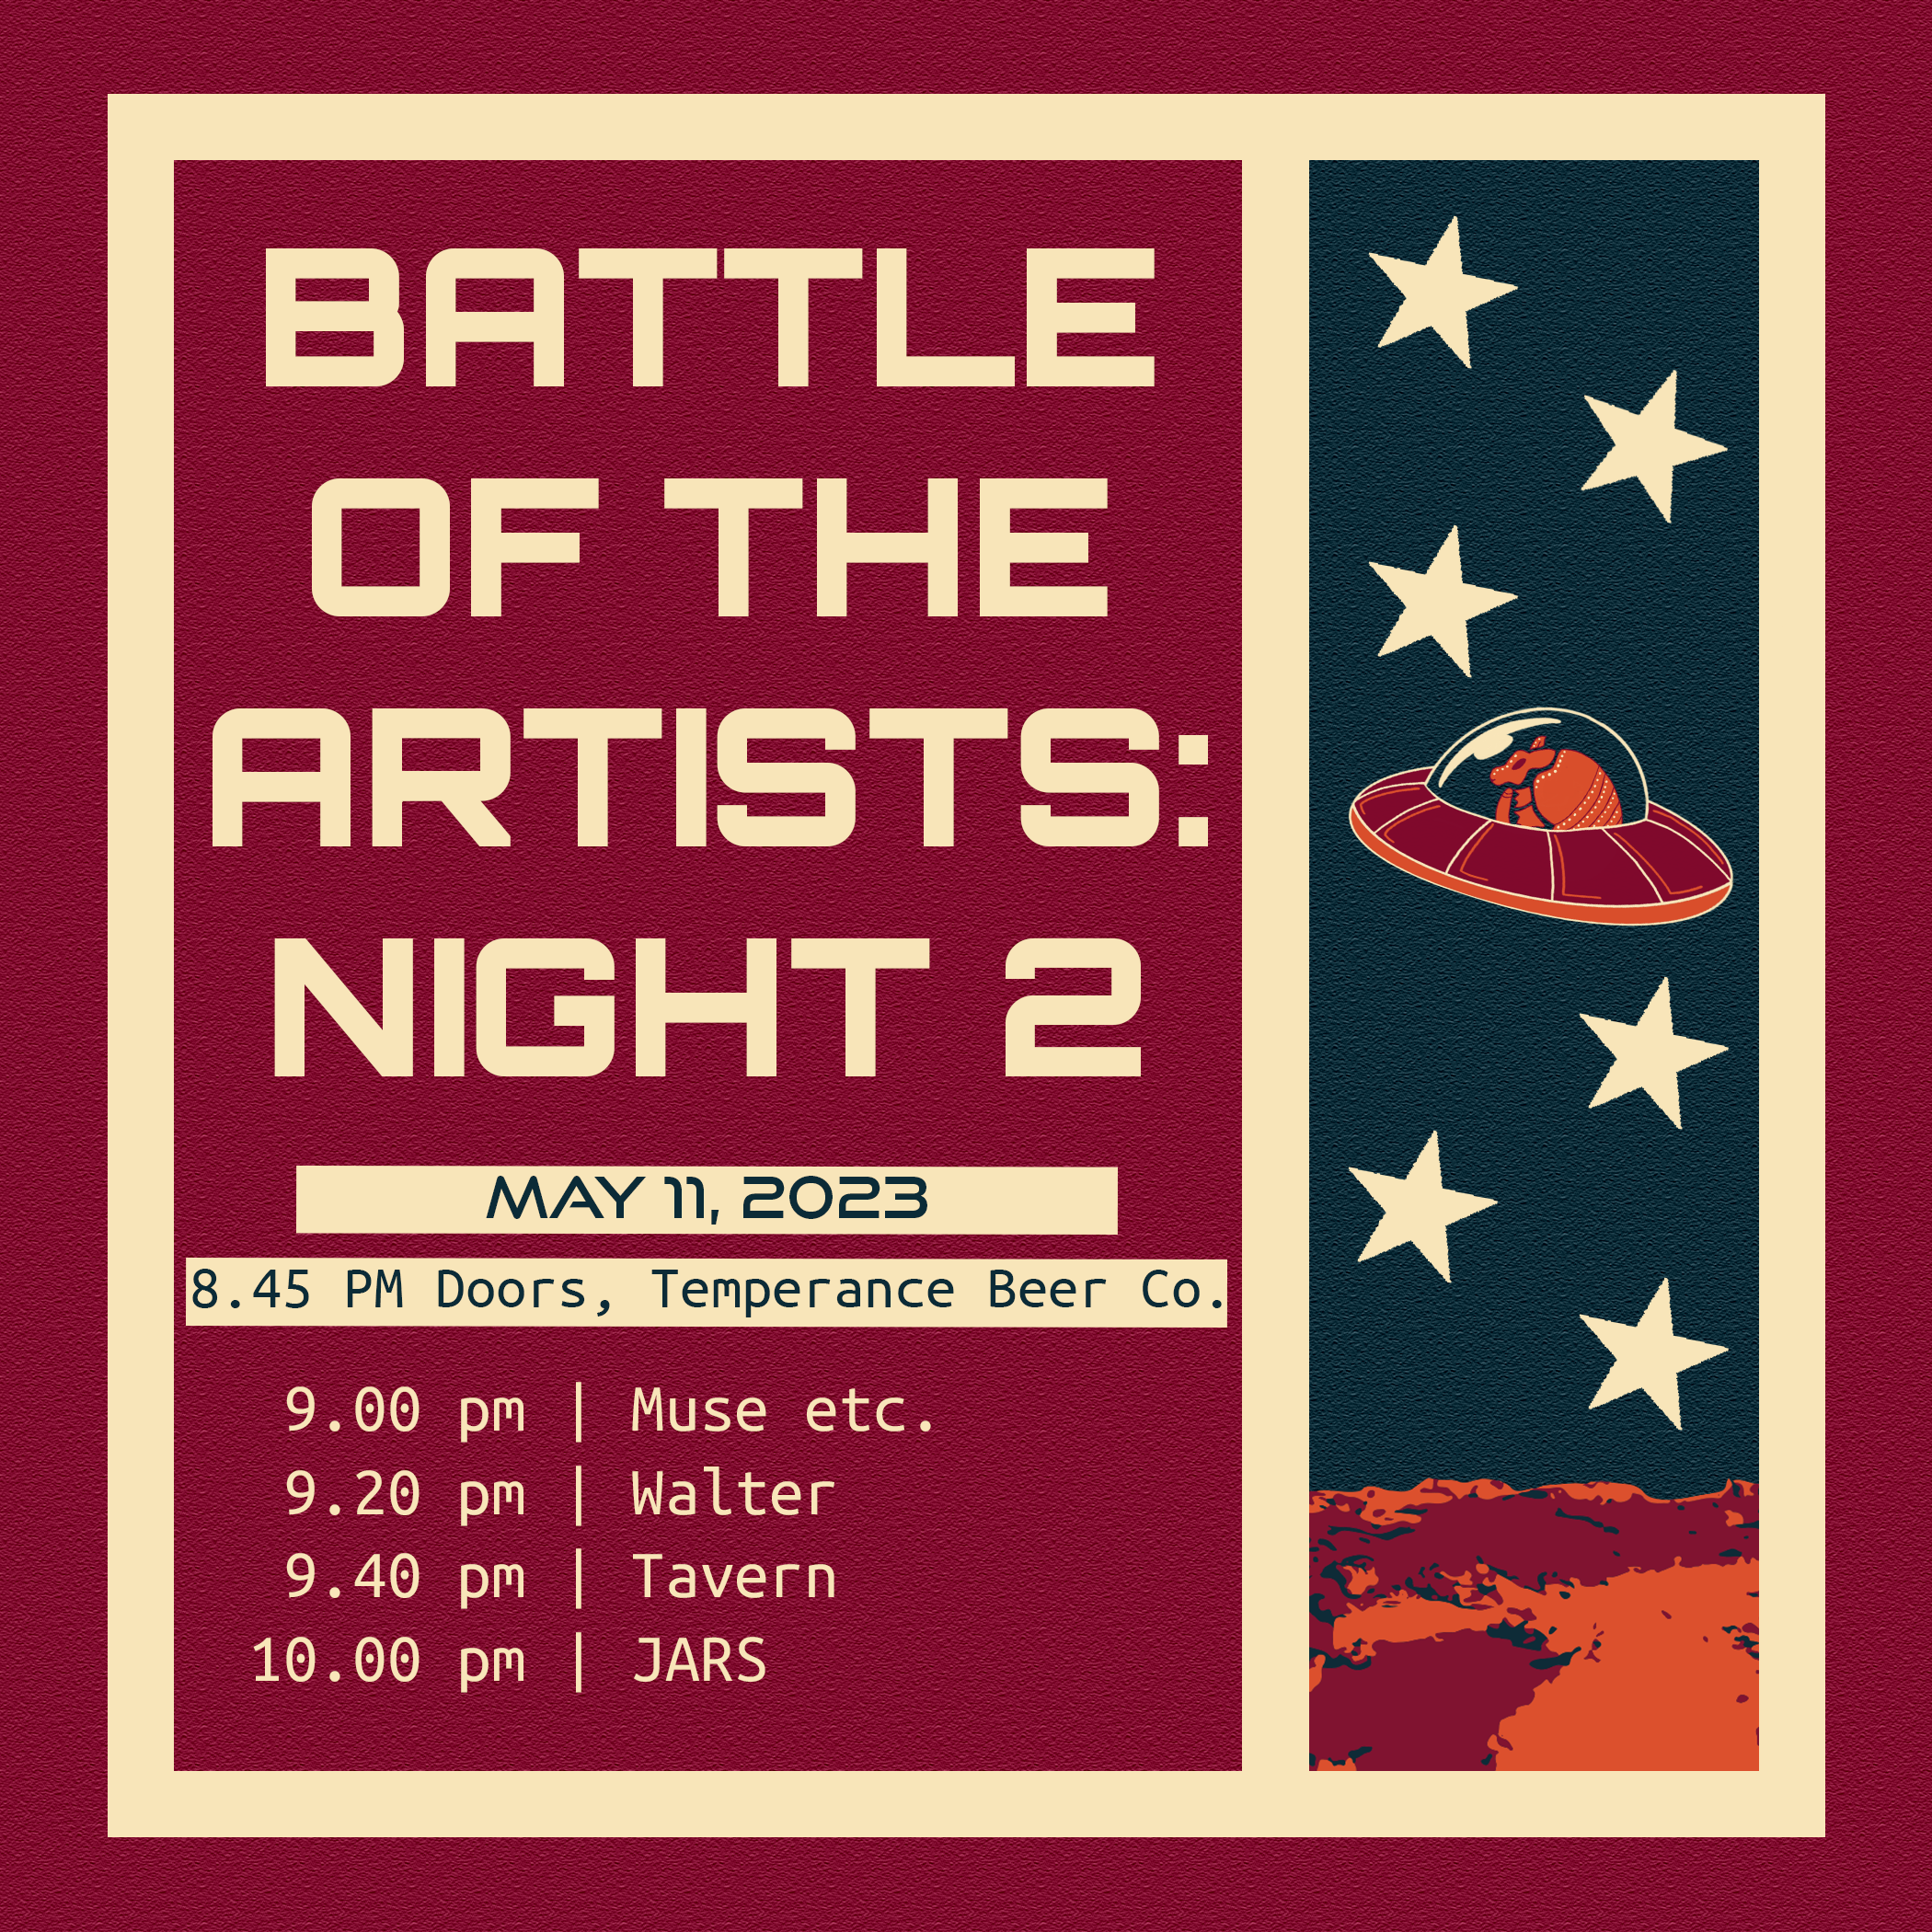 BATTLE
OF THE
ARTISTS:
NIGHT 2
MAY 11, 2023
8.45 PM Doors, Temperance Beer Co.
9.00 pm | Muse etc.
9.20 pm | Walter
9.40 pm | Tavern
10.00 pm | JARS